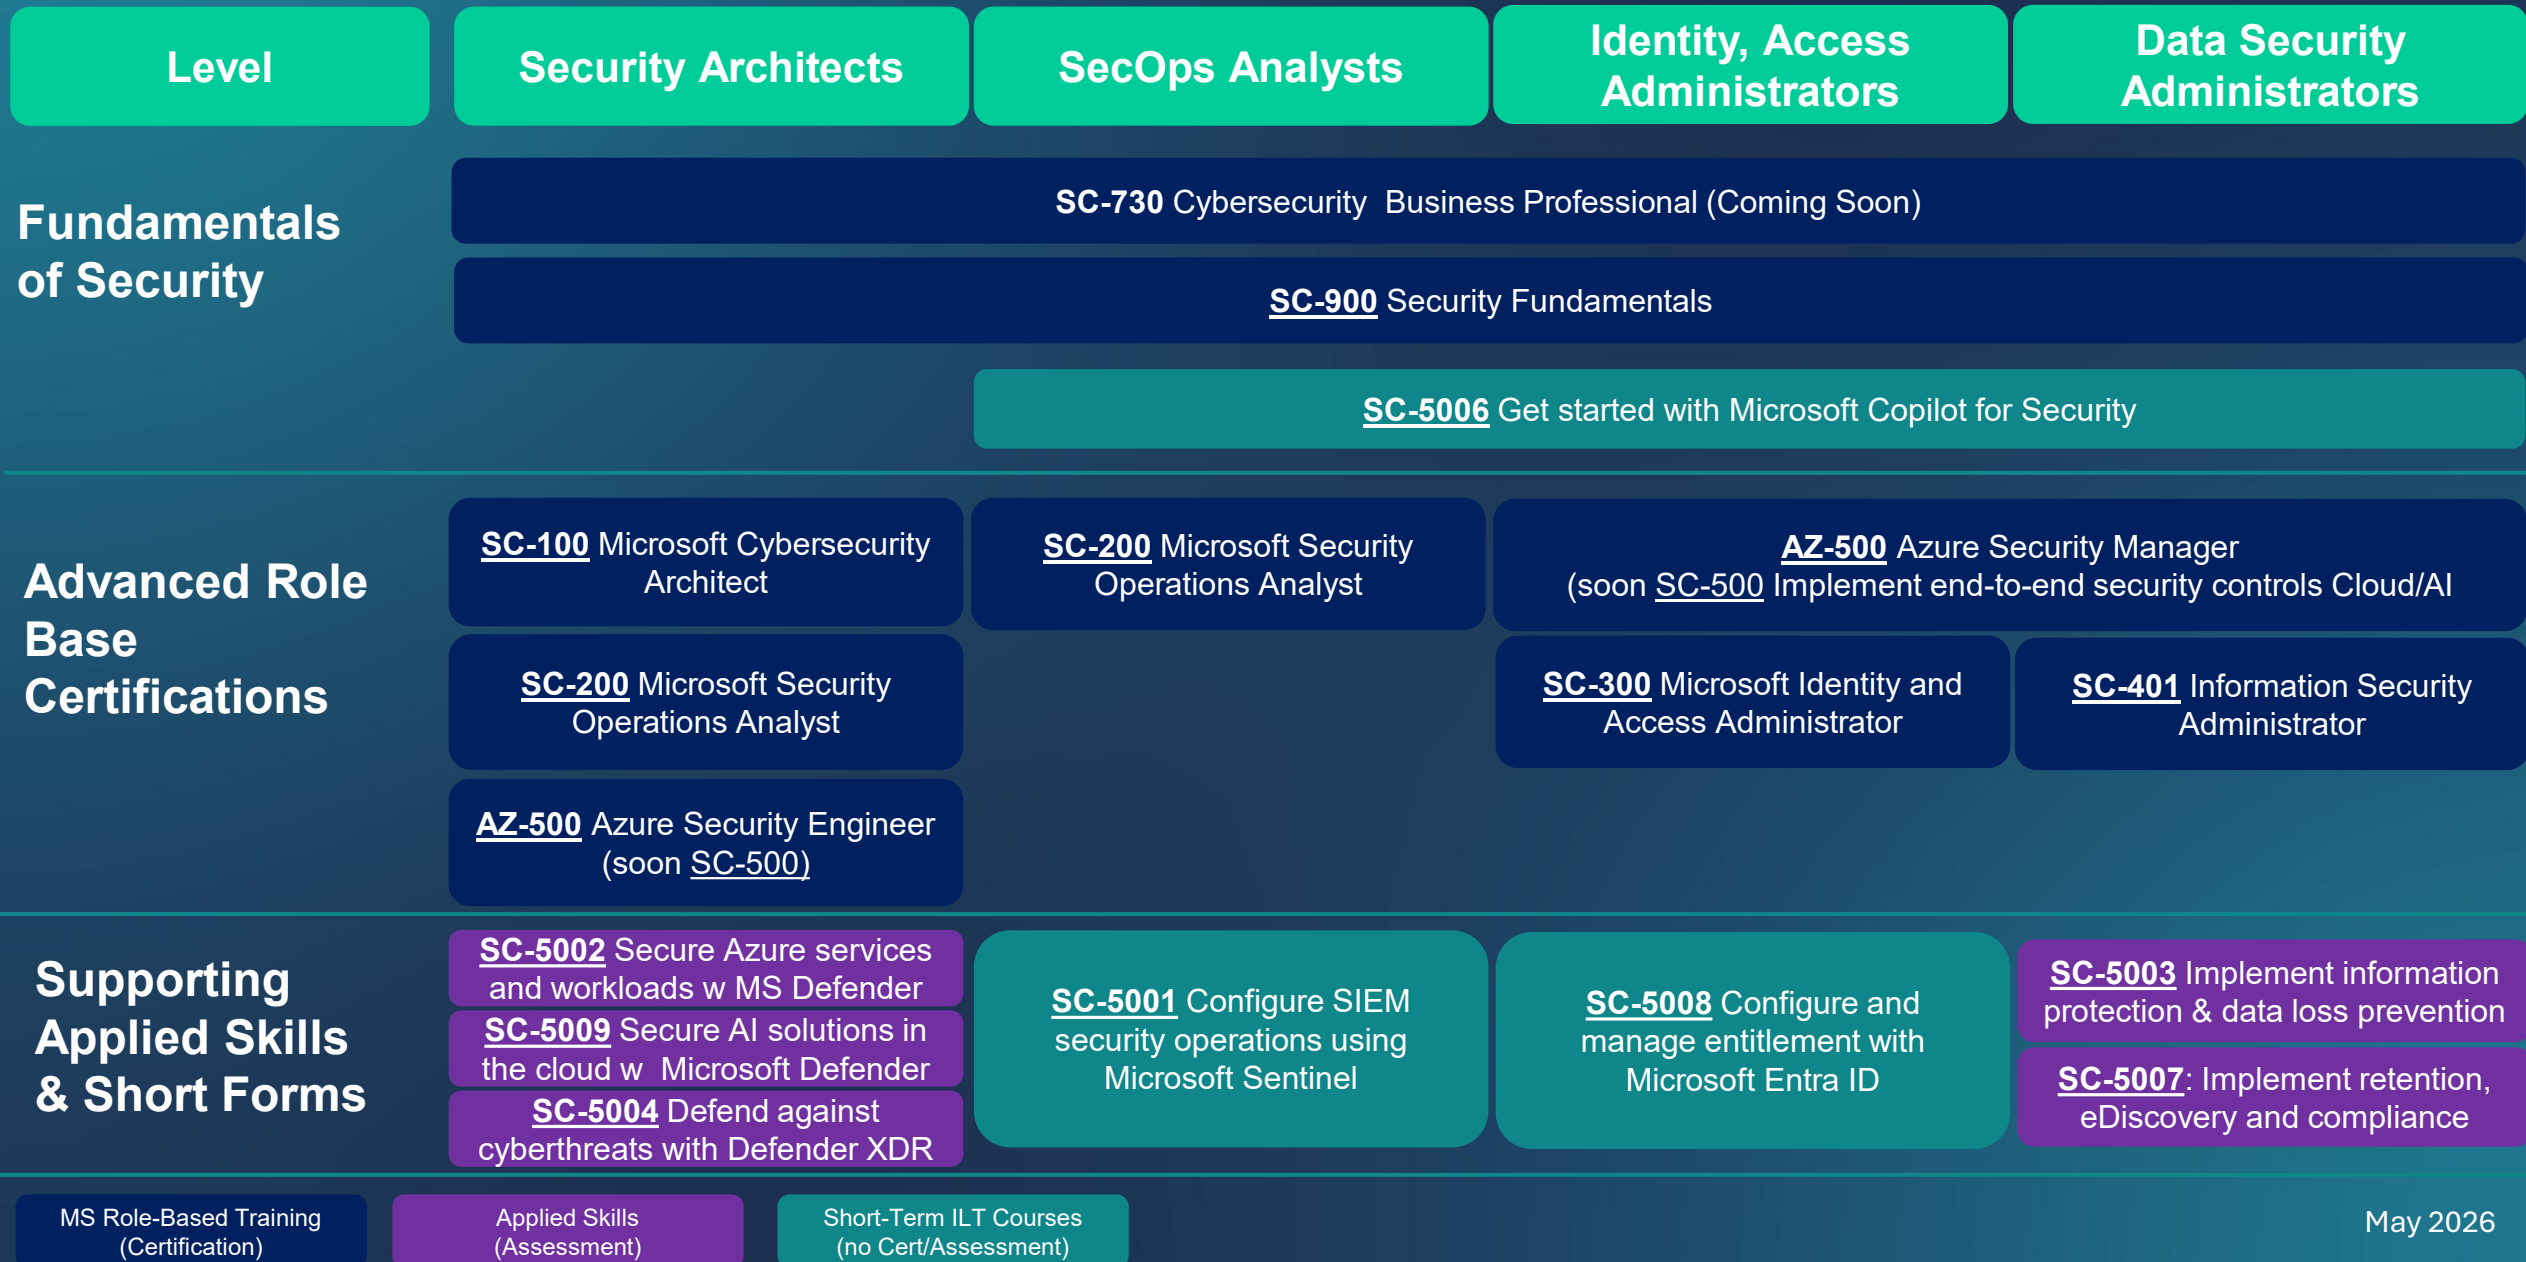 Level
Security Architects
SecOps Analysts
Identity, Access
Administrators
Data Security
Administrators
Fundamentals
of Security
SC-730 Cybersecurity  Business Professional (Coming Soon)
SC-900 Security Fundamentals
SC-5006 Get started with Microsoft Copilot for Security
Advanced Role
Base
Certifications
SC-100 Microsoft Cybersecurity
Architect
SC-200 Microsoft Security
Operations Analyst
AZ-500 Azure Security Manager
(soon SC-500 Implement end-to-end security controls Cloud/AI
SC-200 Microsoft Security
Operations Analyst
SC-300 Microsoft Identity and
Access Administrator
SC-401 Information Security
Administrator
AZ-500 Azure Security Engineer
(soon SC-500)
Supporting
Applied Skills
& Short Forms
SC-5002 Secure Azure services
and workloads w MS Defender
SC-5009 Secure AI solutions in
the cloud w  Microsoft Defender
SC-5004 Defend against
cyberthreats with Defender XDR
SC-5001 Configure SIEM
security operations using
Microsoft Sentinel
SC-5008 Configure and
manage entitlement with
Microsoft Entra ID
SC-5003 Implement information
protection & data loss prevention
SC-5007: Implement retention,
eDiscovery and compliance
MS Role-Based Training
(Certification)
Applied Skills
(Assessment)
Short-Term ILT Courses
(no Cert/Assessment)
May 2026